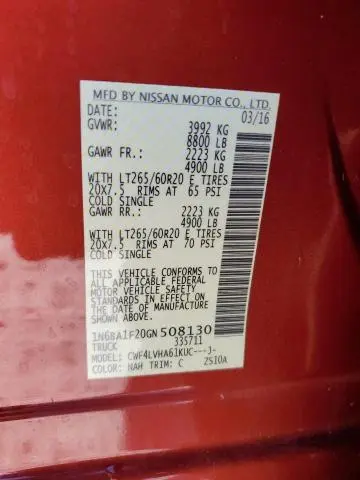 MFD BY NISSAN MOTOR CO., LTD.
DATE: 03/16
GVWR: 3992 KG
8800 LB
GAWR FR.: 2223 KG
4900 LB
WITH LT265/60R20 E TIRES
20X7.5 RIMS AT 65 PSI
COLD SINGLE
GAWR RR.: 2223 KG
4900 LB
WITH LT265/60R20 E TIRES
20X7.5 RIMS AT 70 PSI
COLD SINGLE
THIS VEHICLE CONFORMS TO
ALL APPLICABLE FEDERAL
MOTOR VEHICLE SAFETY
STANDARDS IN EFFECT ON
THE DATE OF MANUFACTURE
SHOWN ABOVE.
1N6BA1F20GN508130
TRUCK 335711
MODEL: CWF4LVHA61KUC---J-
COLOR: NAH TRIM: C ZS10A